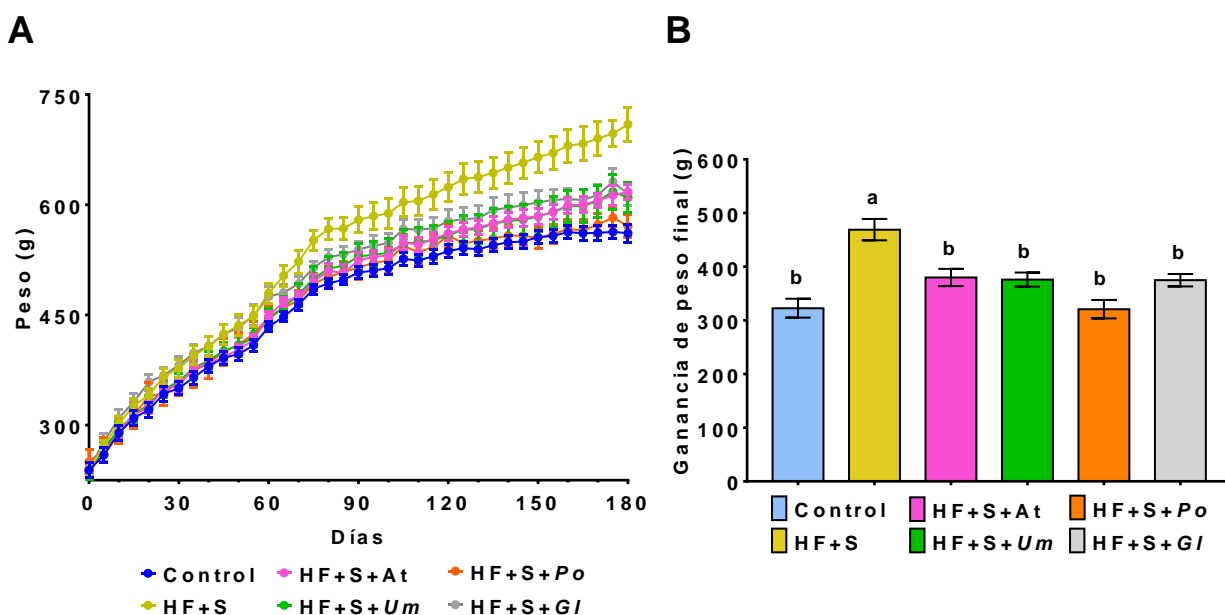 A
B
750
600
450
300
Peso (g)
0
30
60
90
120
150
180
Días
Control
HF+S+At
HF+S+Po
HF+S
HF+S+Um
HF+S+Gl
600
500
400
300
200
100
0
Ganancia de peso final (g)
b
a
b
b
b
b
Control
HF+S+At
HF+S+Po
HF+S
HF+S+Um
HF+S+Gl